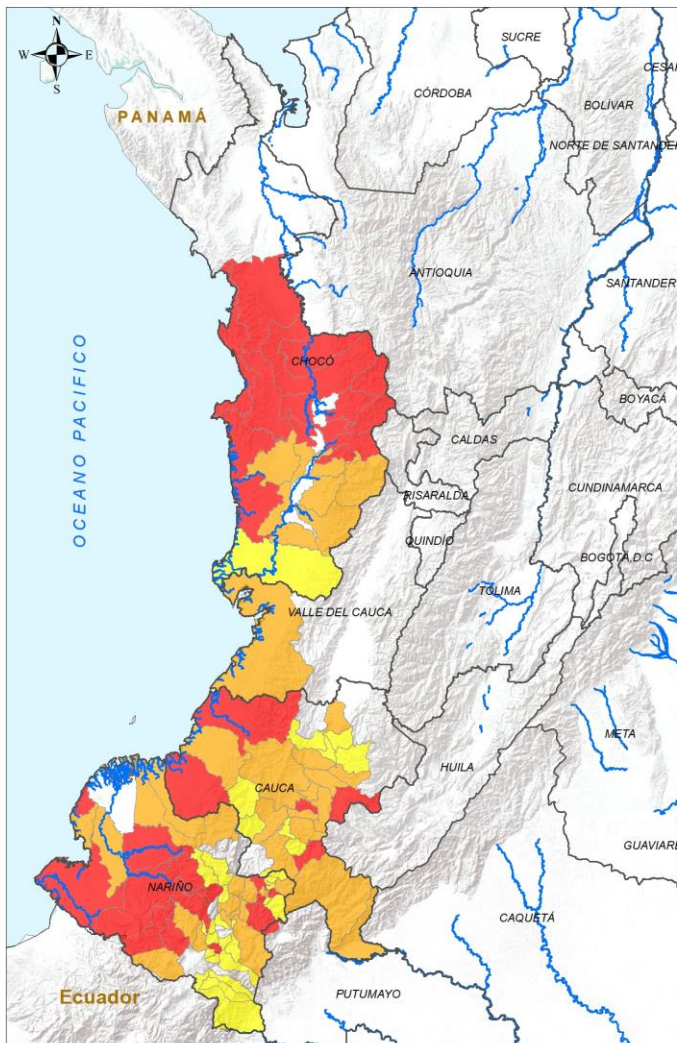 N
W E
S
SUCRE
CESAR
CÓRDOBA
BOLÍVAR
PANAMÁ
NORTE DE SANTANDER
ANTIOQUIA
SANTANDER
OCEANO PACIFICO
CHOCÓ
BOYACÁ
CALDAS
CUNDINAMARCA
RISARALDA
QUINDÍO
BOGOTÁ, D.C
TOLIMA
VALLE DEL CAUCA
META
HUILA
CAUCA
GUAVIARE
NARIÑO
CAQUETÁ
Ecuador
PUTUMAYO